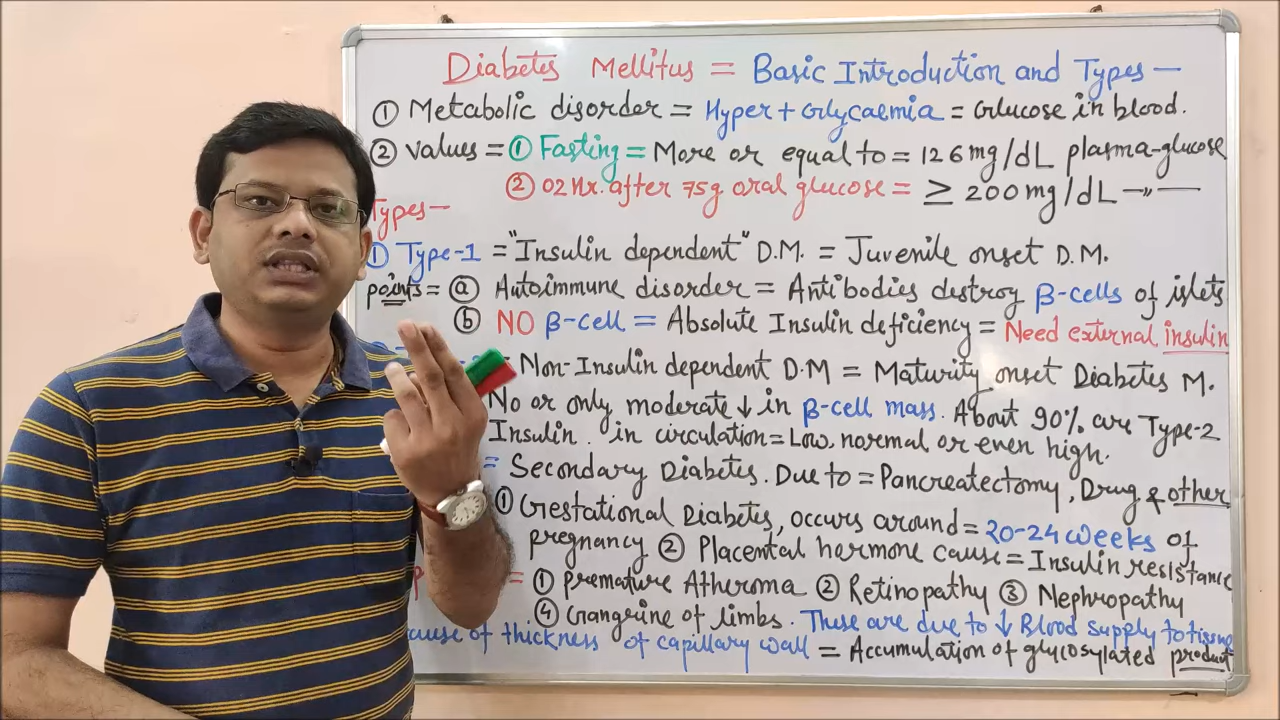 Diabetes Mellitus = Basic Introduction and Types —
① Metabolic disorder = Hyper + Glycaemia = Glucose in blood.
② values = ① Fasting = More or equal to = 126 mg/dL plasma-glucose
② 02 Hr. after 75g oral glucose = ≥ 200 mg/dL —〃—
Types —
① Type-1 = "Insulin dependent" D.M. = Juvenile onset D.M.
points = ⓐ Autoimmune disorder = Antibodies destroy β-cells of islets
ⓑ NO β-cell = Absolute Insulin deficiency = Need external insulin
= Non-Insulin dependent D.M = Maturity onset Diabetes M.
No or only moderate ↓ in β-cell mass. About 90% are Type-2
Insulin. in circulation = Low, normal or even high.
= Secondary Diabetes. Due to = Pancreatectomy, Drug & other
① Gestational Diabetes, occurs around = 20-24 weeks of
pregnancy ② Placental hormone cause = Insulin resistance
= ① premature Atheroma ② Retinopathy ③ Nephropathy
④ Gangrine of limbs. These are due to ↓ Blood supply to tissue
cause of thickness of capillary wall = Accumulation of glycosylated product